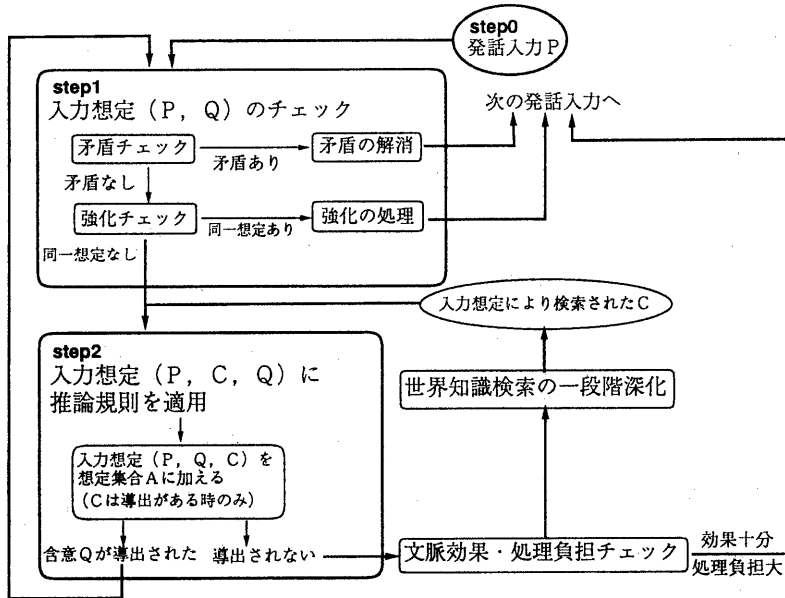 step0
発話入力 P
step1
入力想定（P，Q）のチェック
次の発話入力へ
矛盾チェック
矛盾あり
矛盾の解消
矛盾なし
強化チェック
同一想定あり
強化の処理
同一想定なし
入力想定により検索されたC
step2
入力想定（P，C，Q）に
推論規則を適用
世界知識検索の一段階深化
入力想定（P，Q，C）を
想定集合Aに加える
（Cは導出がある時のみ）
含意Qが導出された
導出されない
文脈効果・処理負担チェック
効果十分
処理負担大